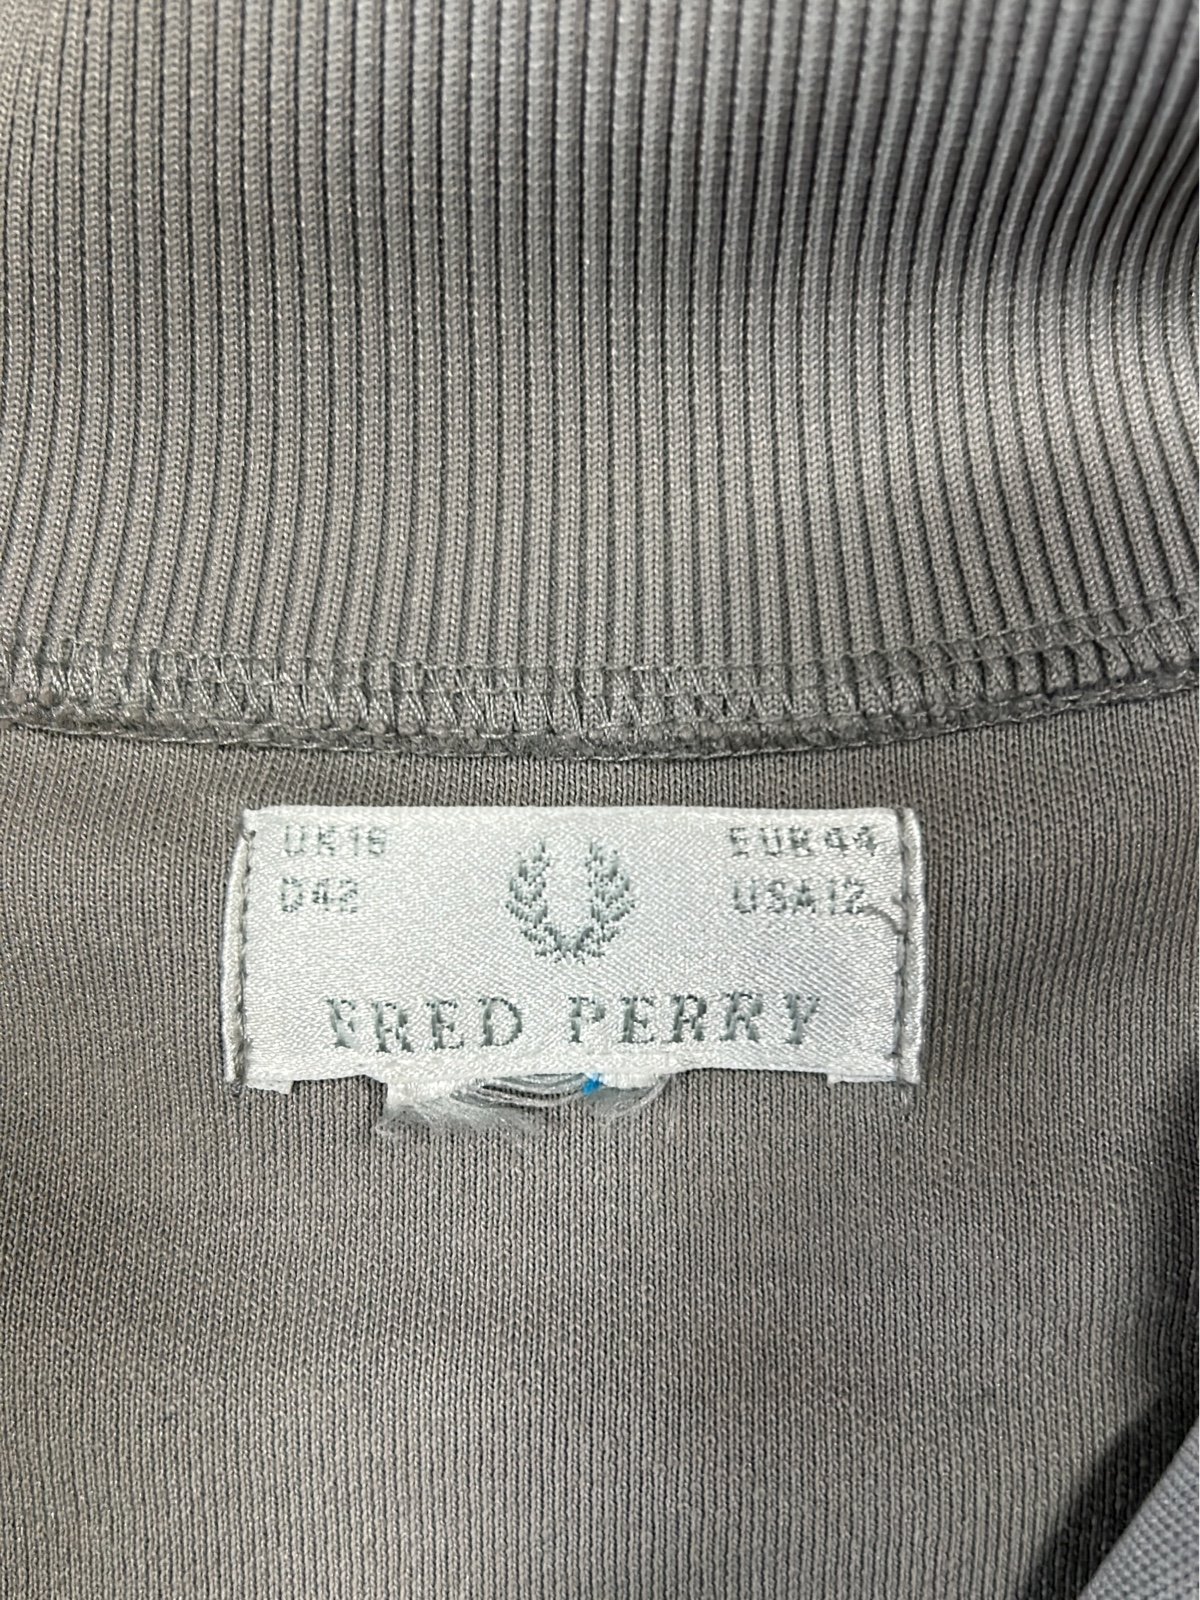 UK16 EUR44
D42 USA12
FRED PERRY